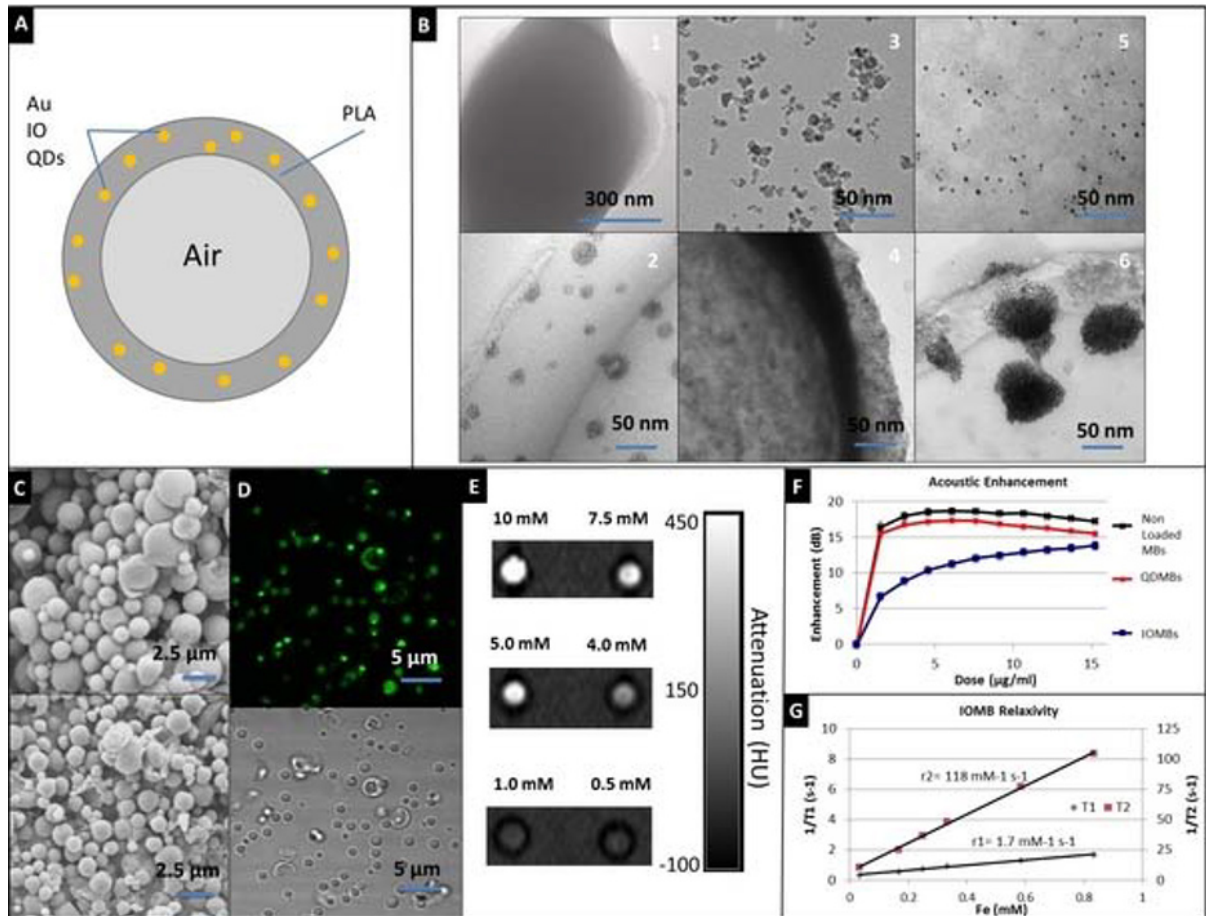 A
Au
IO
QDs
PLA
Air
B
1
300 nm
3
50 nm
5
50 nm
2
50 nm
4
50 nm
6
50 nm
C
2.5 µm
2.5 µm
D
5 µm
5 µm
E
10 mM 7.5 mM
5.0 mM 4.0 mM
1.0 mM 0.5 mM
450
150
-100
Attenuation (HU)
F
Acoustic Enhancement
Enhancement (dB)
20
15
10
5
0
0 5 10 15
Dose (µg/ml)
Non
Loaded
MBs
QDMBs
IOMBs
G
IOMB Relaxivity
1/T1 (s-1)
10
8
6
4
2
0
r2= 118 mM-1 s-1
T1 T2
r1= 1.7 mM-1 s-1
125
100
75
50
25
0
1/T2 (s-1)
0 0.2 0.4 0.6 0.8 1
Fe (mM)